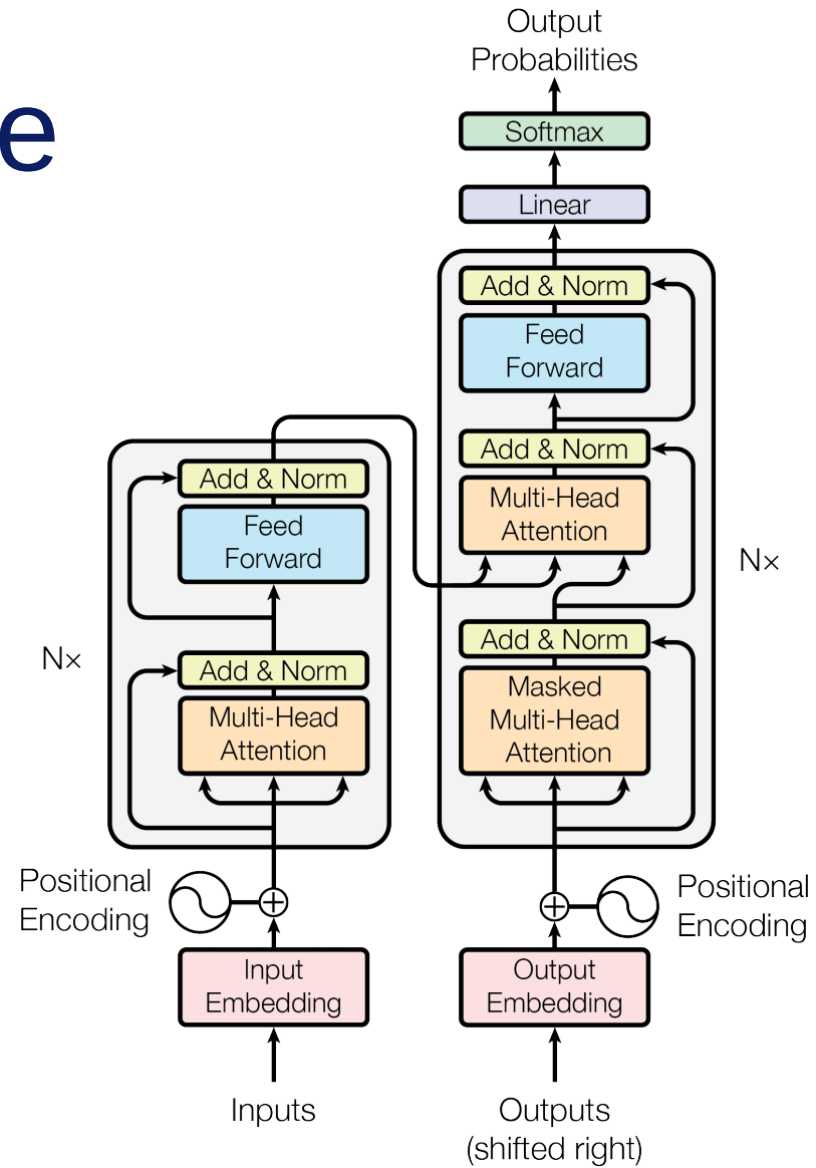 e
Output
Probabilities
Softmax
Linear
Add & Norm
Feed
Forward
Add & Norm
Multi-Head
Attention
Nx
Add & Norm
Masked
Multi-Head
Attention
Add & Norm
Feed
Forward
Nx
Add & Norm
Multi-Head
Attention
Positional
Encoding
Positional
Encoding
Input
Embedding
Output
Embedding
Inputs
Outputs
(shifted right)